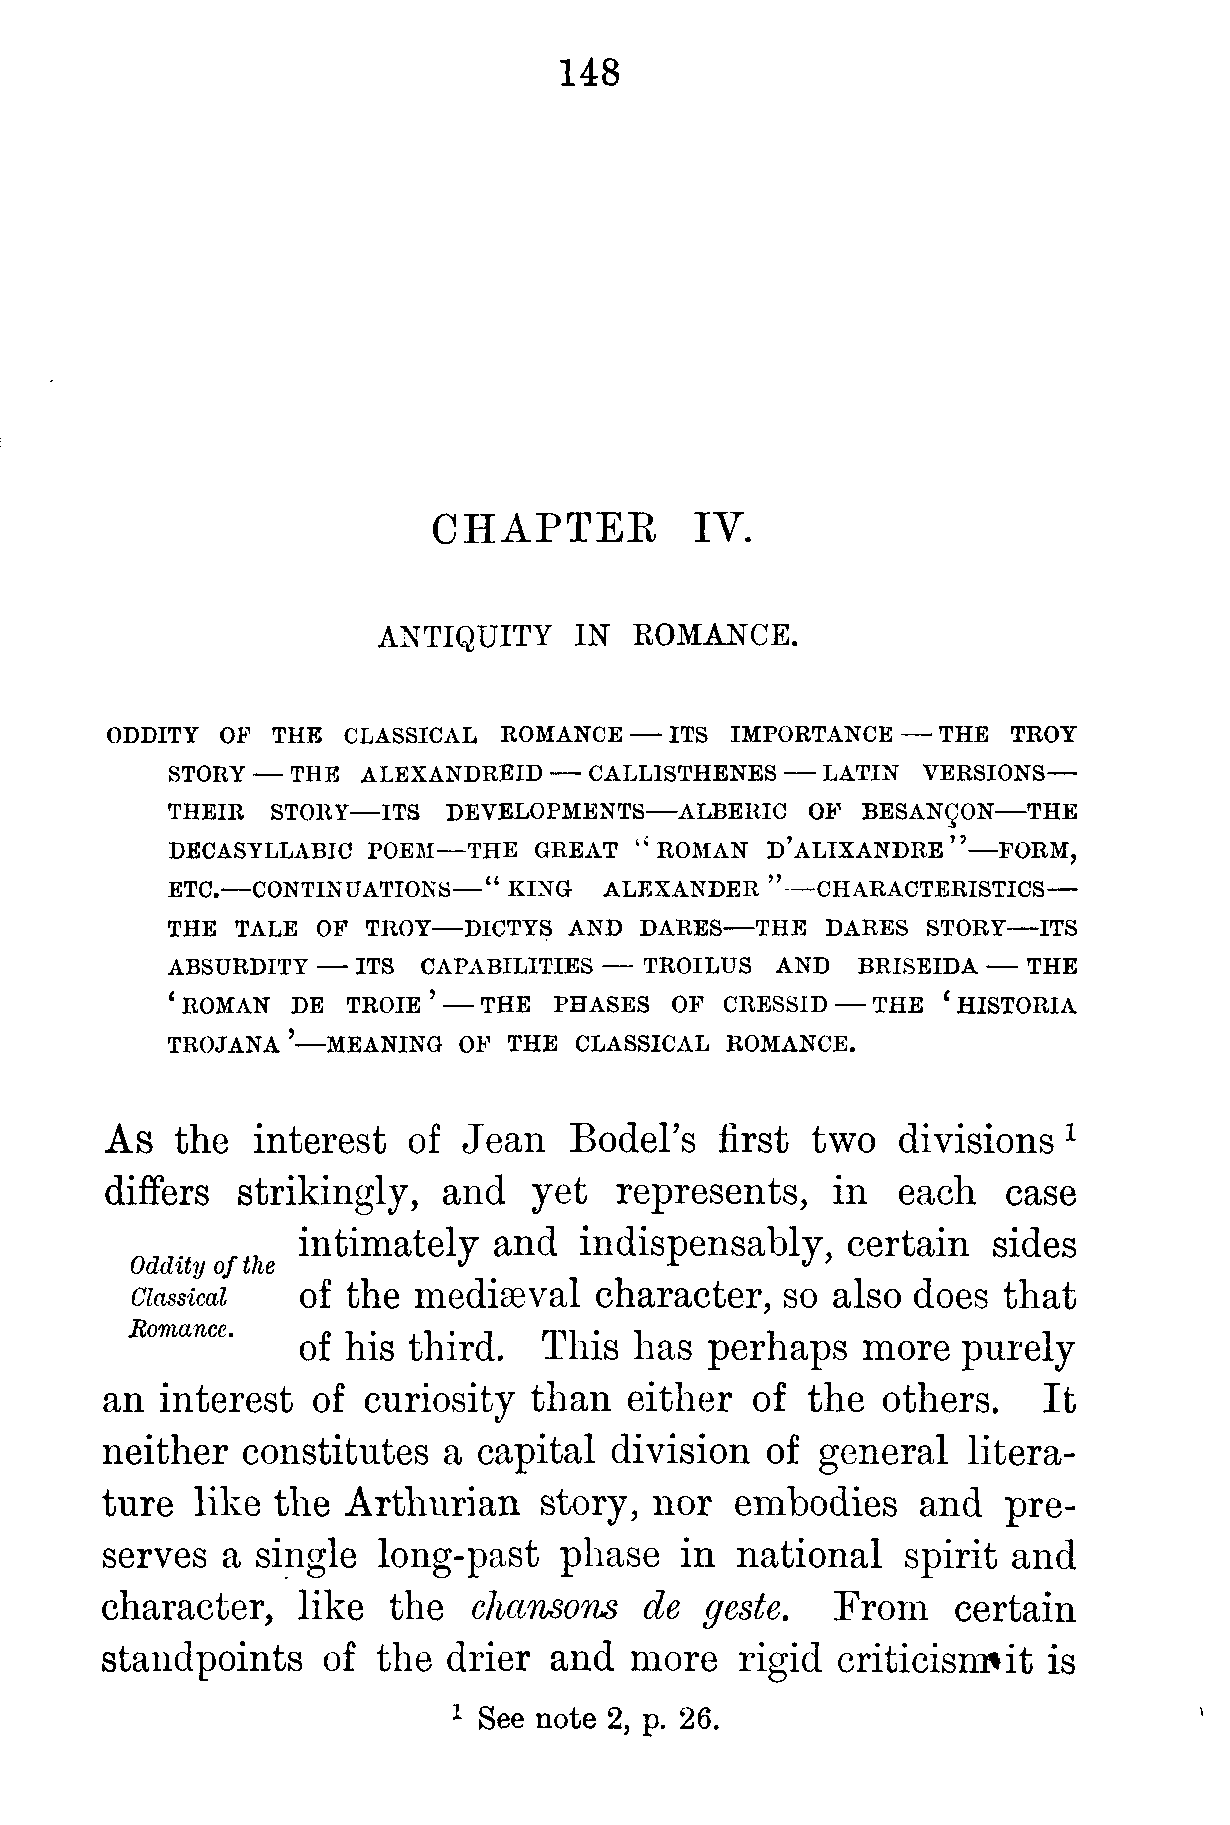 148
CHAPTER IV.
ANTIQUITY IN ROMANCE.
ODDITY OF THE CLASSICAL ROMANCE — ITS IMPORTANCE — THE TROY
STORY — THE ALEXANDREID — CALLISTHENES — LATIN VERSIONS—
THEIR STORY—ITS DEVELOPMENTS—ALBERIC OF BESANÇON—THE
DECASYLLABIC POEM—THE GREAT "ROMAN D'ALIXANDRE"—FORM,
ETC.—CONTINUATIONS—"KING ALEXANDER"—CHARACTERISTICS—
THE TALE OF TROY—DICTYS AND DARES—THE DARES STORY—ITS
ABSURDITY — ITS CAPABILITIES — TROILUS AND BRISEIDA — THE
'ROMAN DE TROIE' — THE PHASES OF CRESSID — THE 'HISTORIA
TROJANA'—MEANING OF THE CLASSICAL ROMANCE.
As the interest of Jean Bodel's first two divisions ¹
differs strikingly, and yet represents, in each case
Oddity of the
Classical
Romance.
intimately and indispensably, certain sides
of the mediæval character, so also does that
of his third. This has perhaps more purely
an interest of curiosity than either of the others. It
neither constitutes a capital division of general litera-
ture like the Arthurian story, nor embodies and pre-
serves a single long-past phase in national spirit and
character, like the chansons de geste. From certain
standpoints of the drier and more rigid criticism it is
¹ See note 2, p. 26.